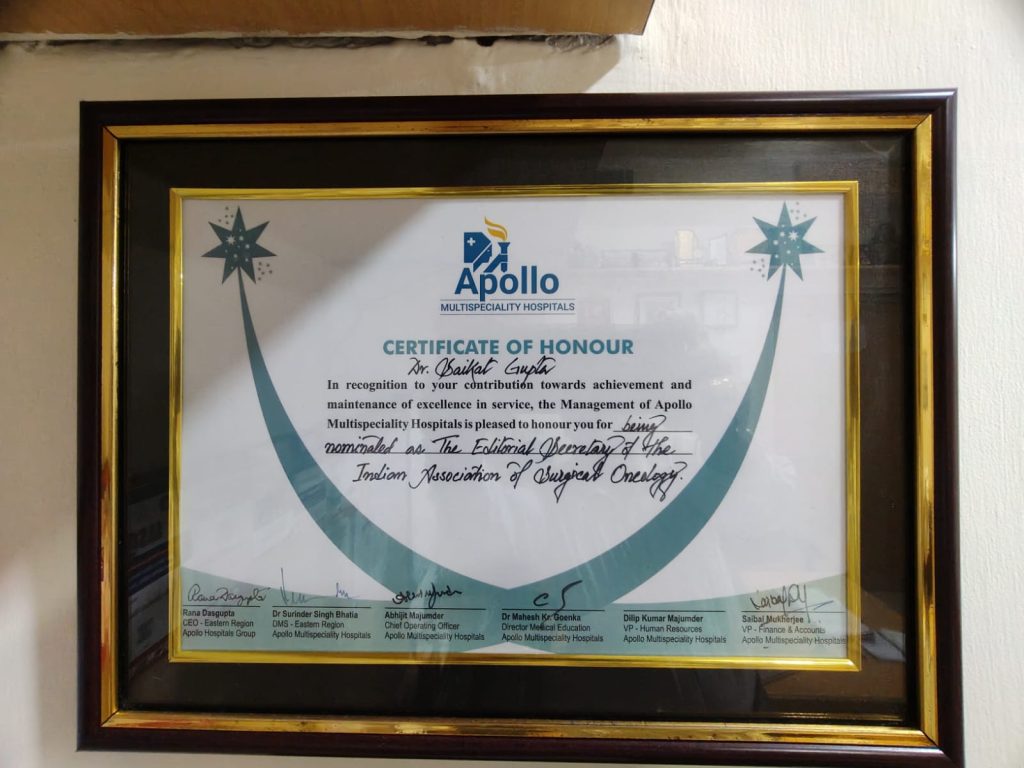 Apollo
MULTISPECIALITY HOSPITALS
CERTIFICATE OF HONOUR
Dr. Saikat Gupta
In recognition to your contribution towards achievement and
maintenance of excellence in service, the Management of Apollo
Multispeciality Hospitals is pleased to honour you for being
nominated as The Editorial Secretary of the
Indian Association of Surgical Oncology.
Rana Dasgupta
Rana Dasgupta
CEO - Eastern Region
Apollo Hospitals Group
Dr Surinder Singh Bhatia
DMS - Eastern Region
Apollo Multispeciality Hospitals
Abhijit Majumder
Chief Operating Officer
Apollo Multispeciality Hospitals
Dr Mahesh Kr. Goenka
Director Medical Education
Apollo Multispeciality Hospitals
Dilip Kumar Majumder
VP - Human Resources
Apollo Multispeciality Hospitals
Saibal Mukherjee
VP - Finance & Accounts
Apollo Multispeciality Hospitals